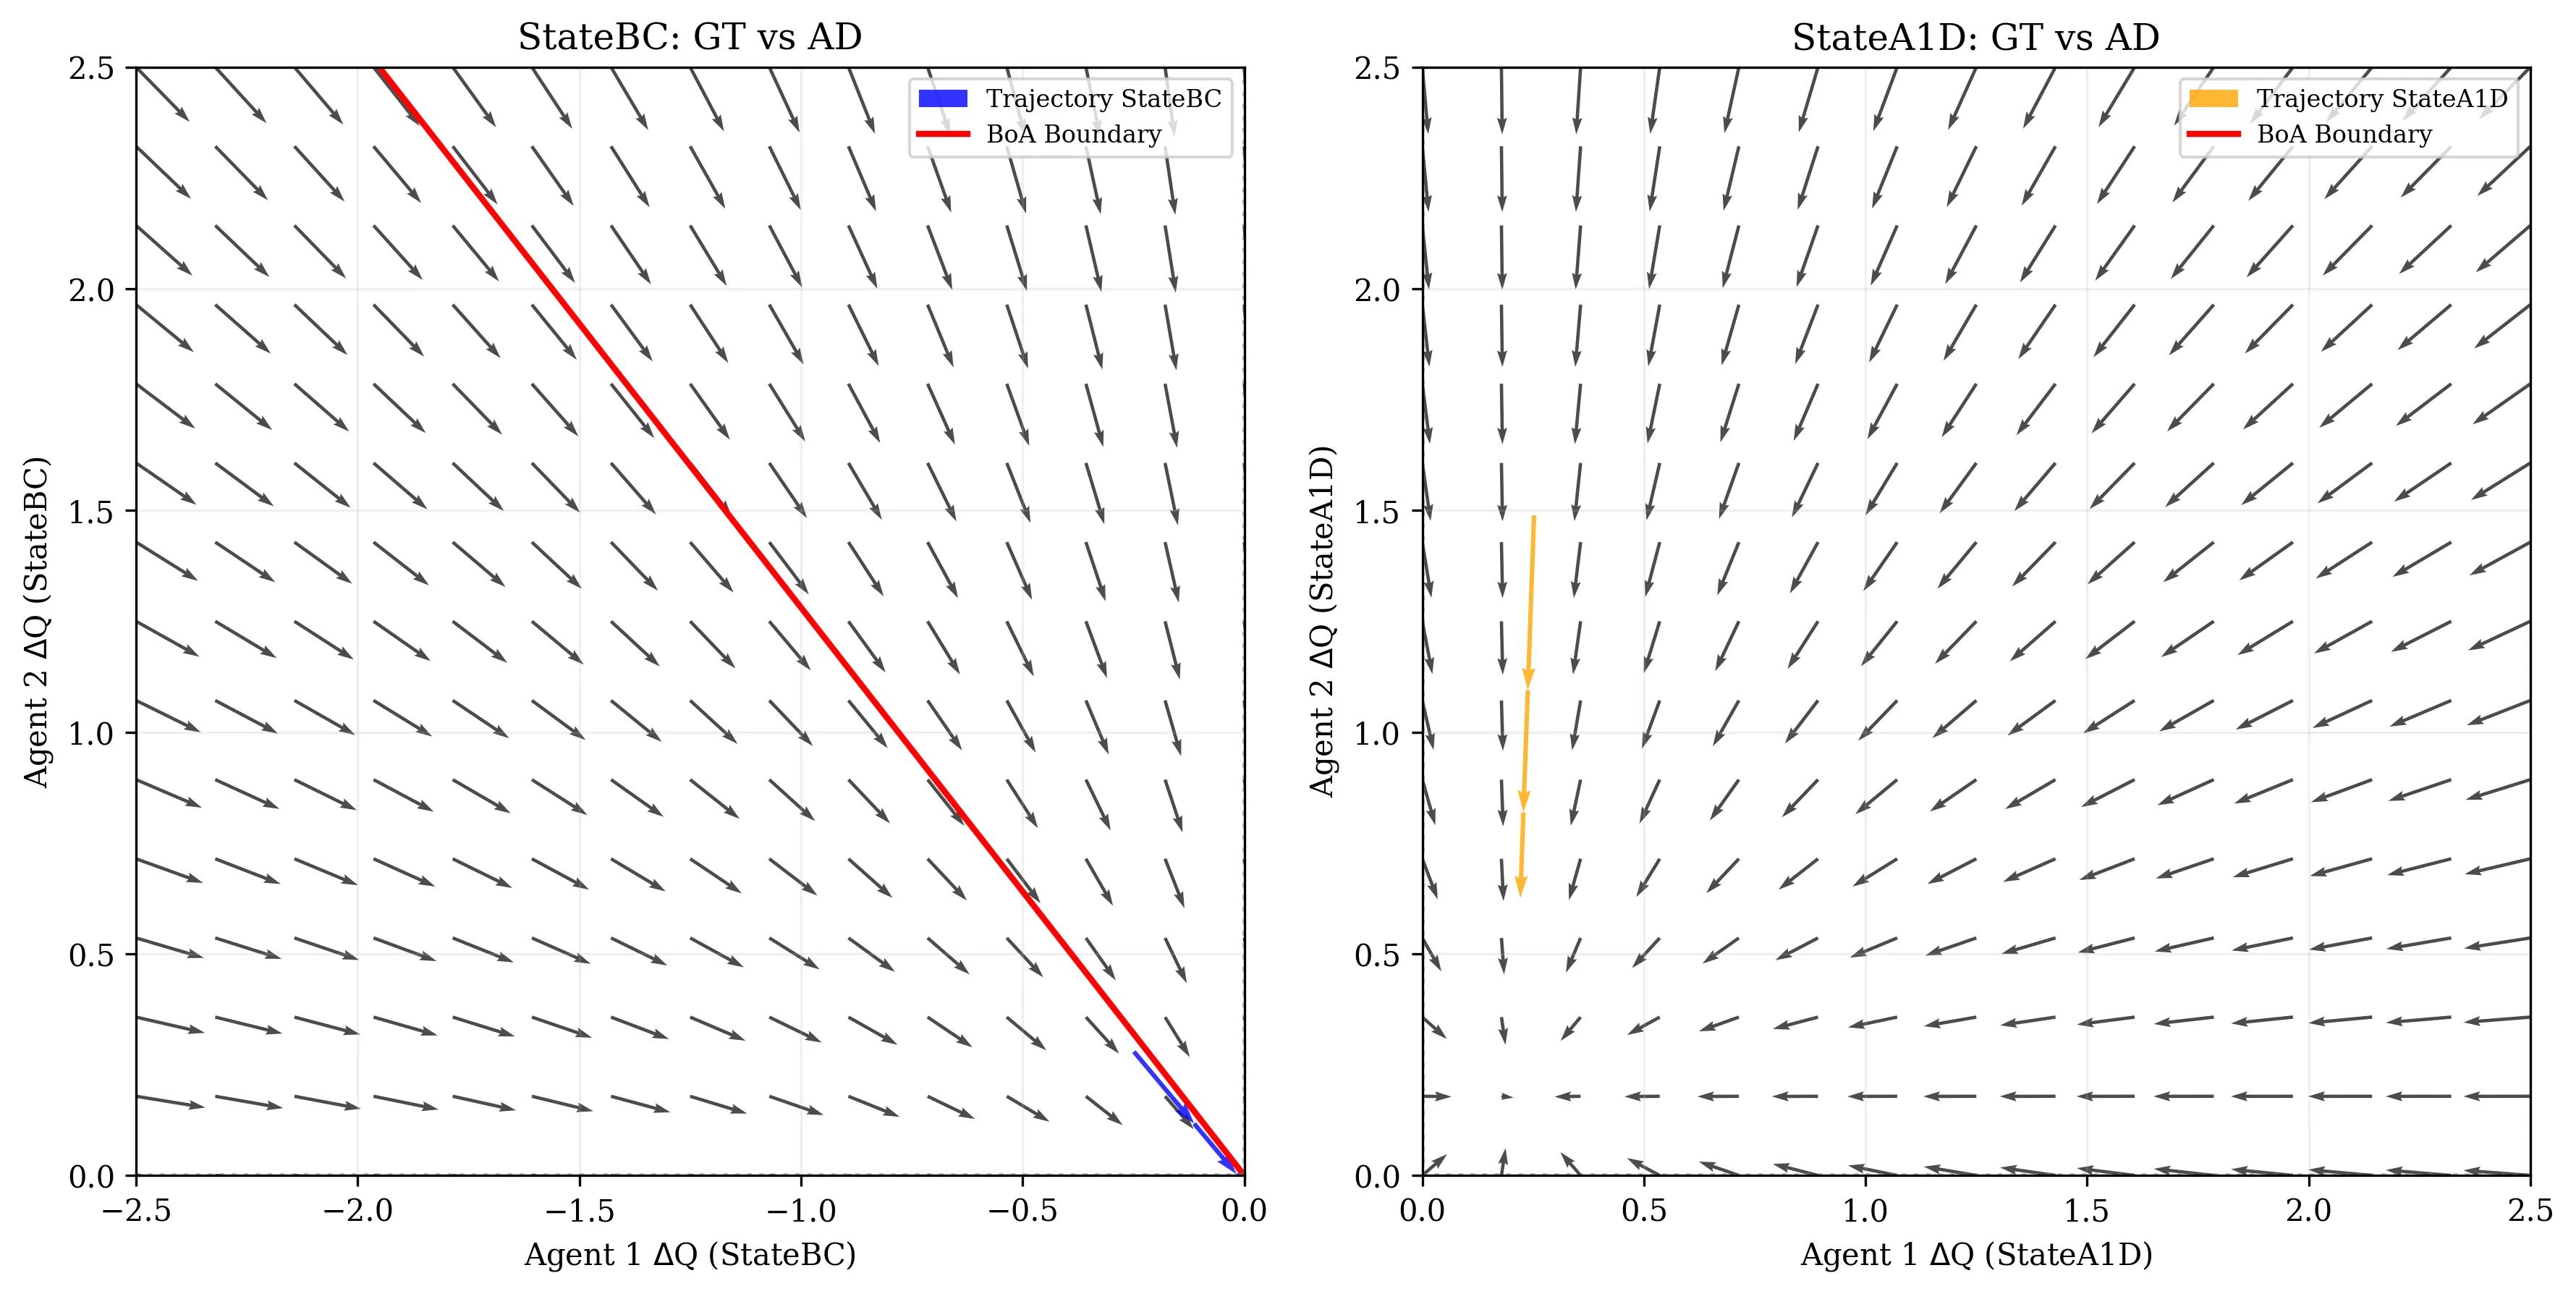 StateBC: GT vs AD
2.5
2.0
1.5
1.0
0.5
0.0
Agent 2 ΔQ (StateBC)
Trajectory StateBC
BoA Boundary
−2.5 −2.0 −1.5 −1.0 −0.5 0.0
Agent 1 ΔQ (StateBC)
StateA1D: GT vs AD
2.5
2.0
1.5
1.0
0.5
0.0
Agent 2 ΔQ (StateA1D)
Trajectory StateA1D
BoA Boundary
0.0 0.5 1.0 1.5 2.0 2.5
Agent 1 ΔQ (StateA1D)